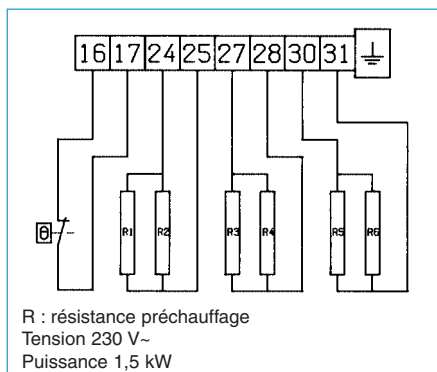 16 17 24 25 27 28 30 31
θ R1 R2 R3 R4 R5 R6
R : résistance préchauffage
Tension 230 V~
Puissance 1,5 kW